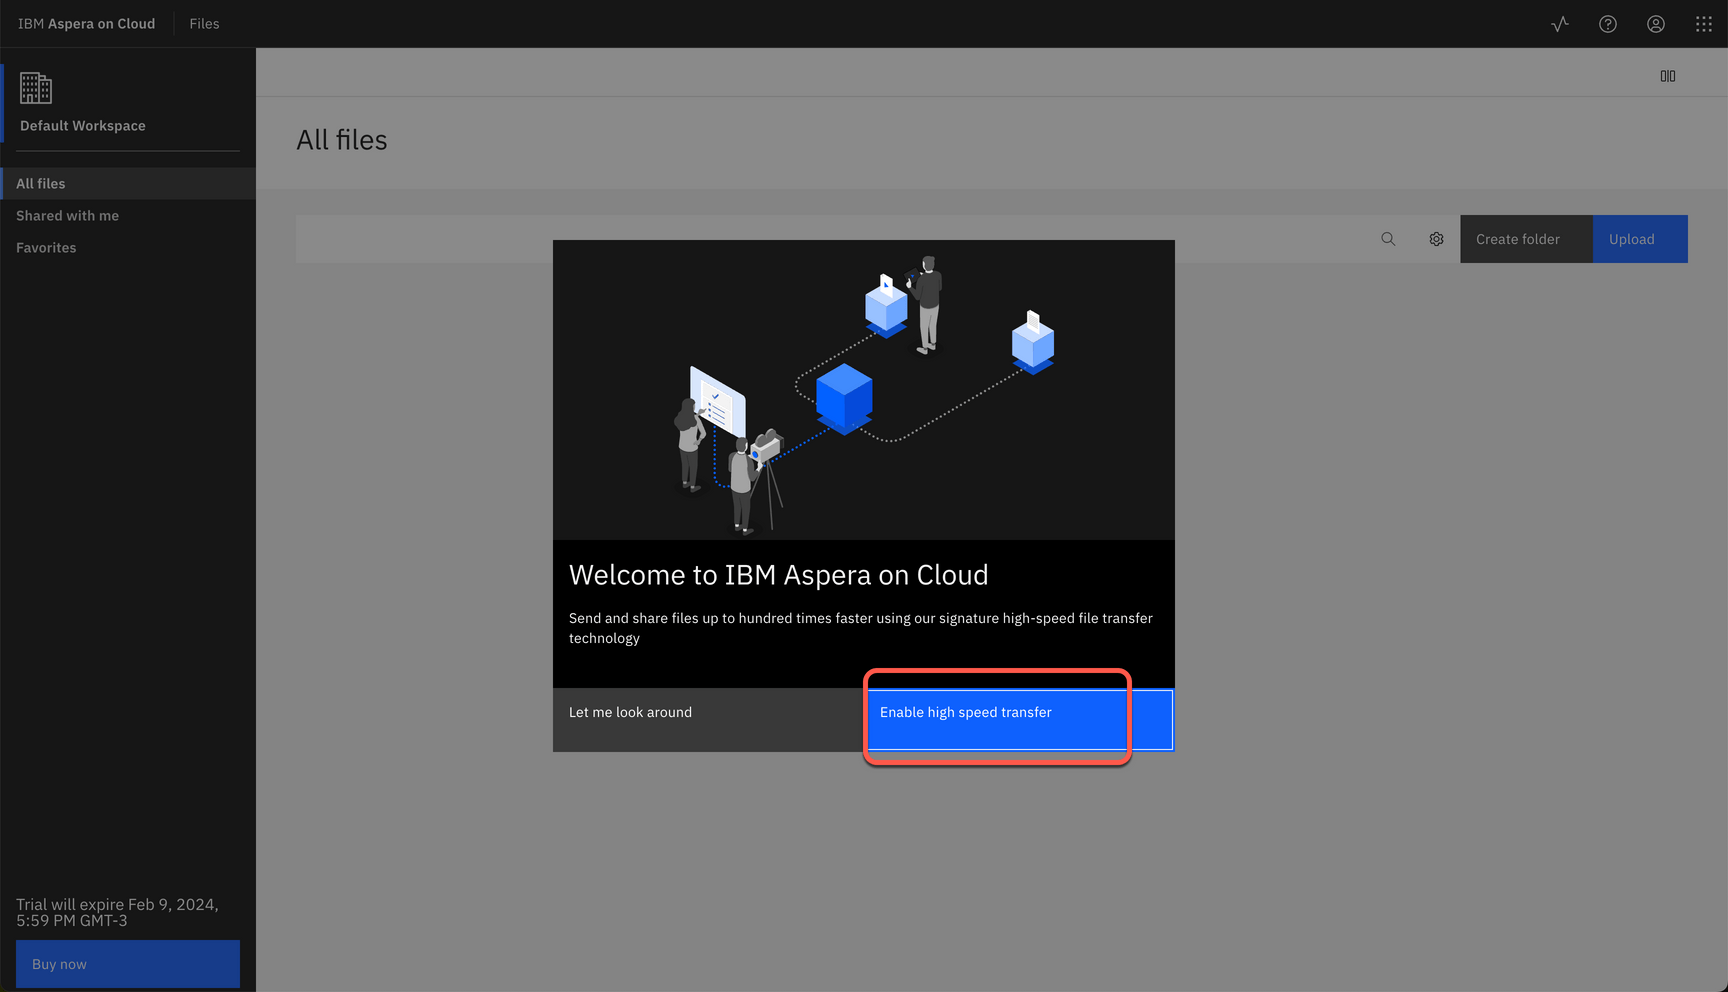 IBM Aspera on Cloud
Files
Default Workspace
All files
Shared with me
Favorites
All files
Create folder
Upload
Welcome to IBM Aspera on Cloud
Send and share files up to hundred times faster using our signature high-speed file transfer
technology
Let me look around
Enable high speed transfer
Trial will expire Feb 9, 2024,
5:59 PM GMT-3
Buy now